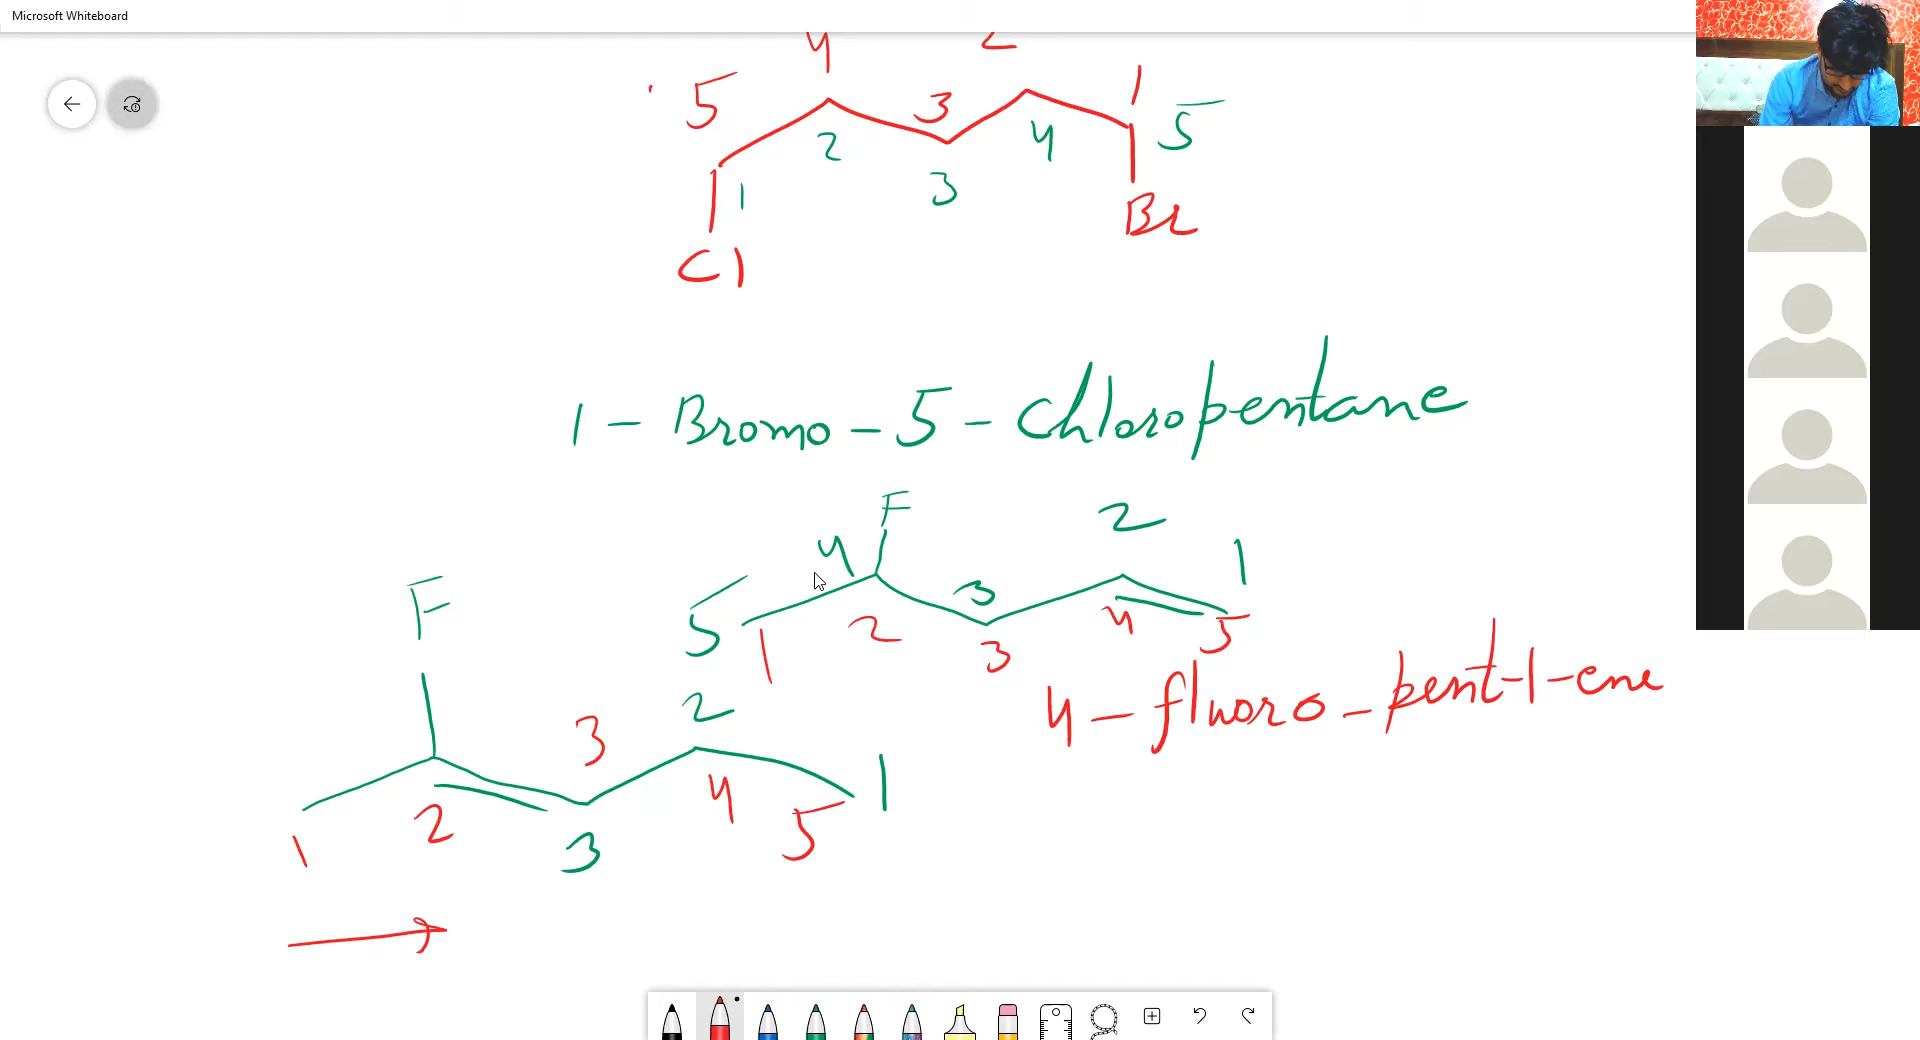 Microsoft Whiteboard
4 2
5 3 1 5
2 4
1 3
Cl Br
1 - Bromo - 5 - Chloropentane
F 2
4 3 1
F 5 1 2 3 4 5
4 - fluoro - pent-1-ene
3 2 1
1 2 3 4 5